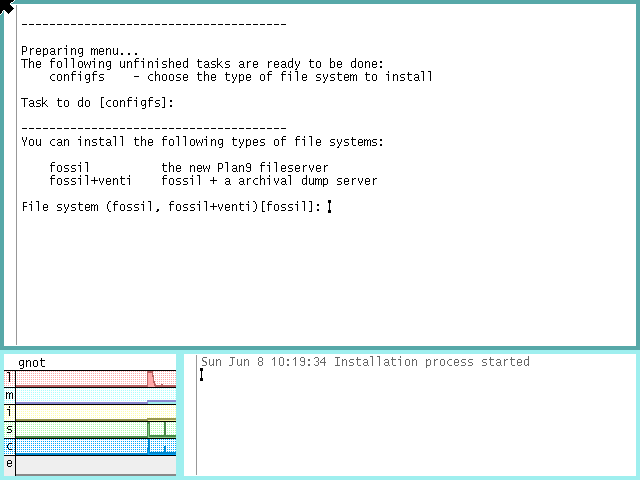 --------------------------------------
Preparing menu...
The following unfinished tasks are ready to be done:
    configfs    - choose the type of file system to install
Task to do [configfs]:
--------------------------------------
You can install the following types of file systems:
    fossil          the new Plan9 fileserver
    fossil+venti    fossil + a archival dump server
File system (fossil, fossil+venti)[fossil]:
gnot
l
m
i
s
c
e
Sun Jun 8 10:19:34 Installation process started